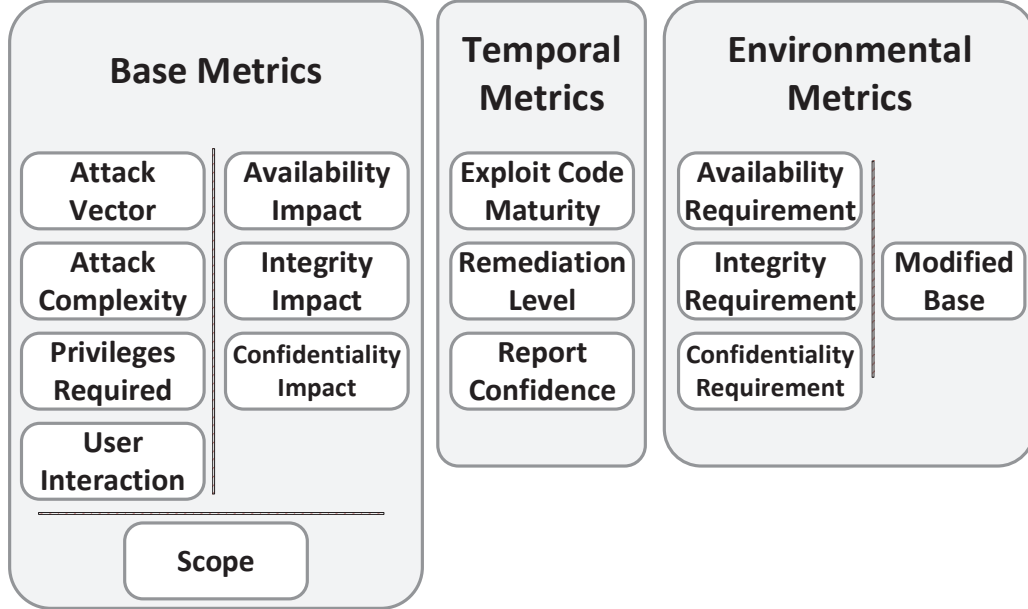 Base Metrics
Attack
Vector
Attack
Complexity
Privileges
Required
User
Interaction
Availability
Impact
Integrity
Impact
Confidentiality
Impact
Scope
Temporal
Metrics
Exploit Code
Maturity
Remediation
Level
Report
Confidence
Environmental
Metrics
Availability
Requirement
Integrity
Requirement
Confidentiality
Requirement
Modified
Base